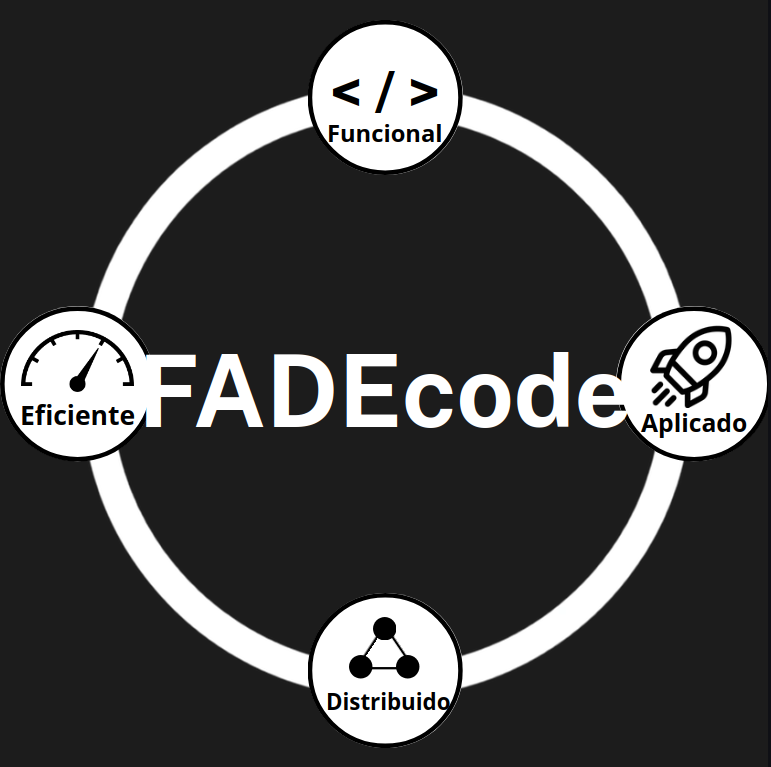 </>
Funcional
Eficiente
FADEcode
Aplicado
Distribuido